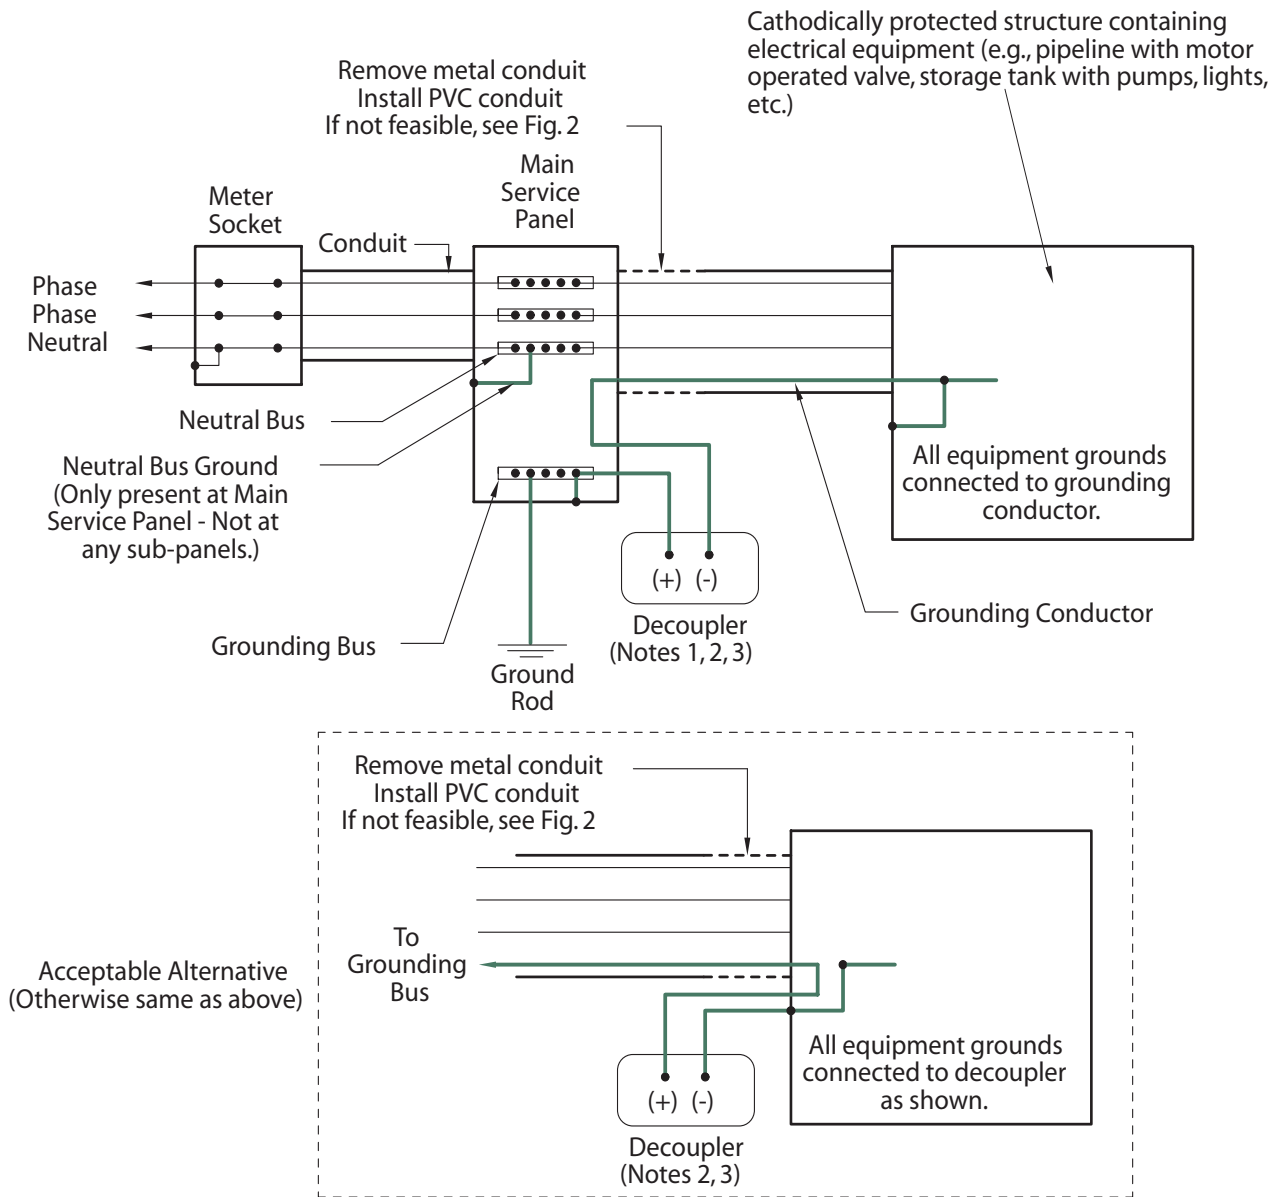 Cathodically protected structure containing
electrical equipment (e.g., pipeline with motor
operated valve, storage tank with pumps, lights,
etc.)
Remove metal conduit
Install PVC conduit
If not feasible, see Fig. 2
Main
Service
Panel
Meter
Socket
Conduit
Phase
Phase
Neutral
Neutral Bus
Neutral Bus Ground
(Only present at Main
Service Panel - Not at
any sub-panels.)
All equipment grounds
connected to grounding
conductor.
(+) (-)
Decoupler
(Notes 1, 2, 3)
Grounding Conductor
Grounding Bus
Ground
Rod
Remove metal conduit
Install PVC conduit
If not feasible, see Fig. 2
To
Grounding
Bus
Acceptable Alternative
(Otherwise same as above)
All equipment grounds
connected to decoupler
as shown.
(+) (-)
Decoupler
(Notes 2, 3)